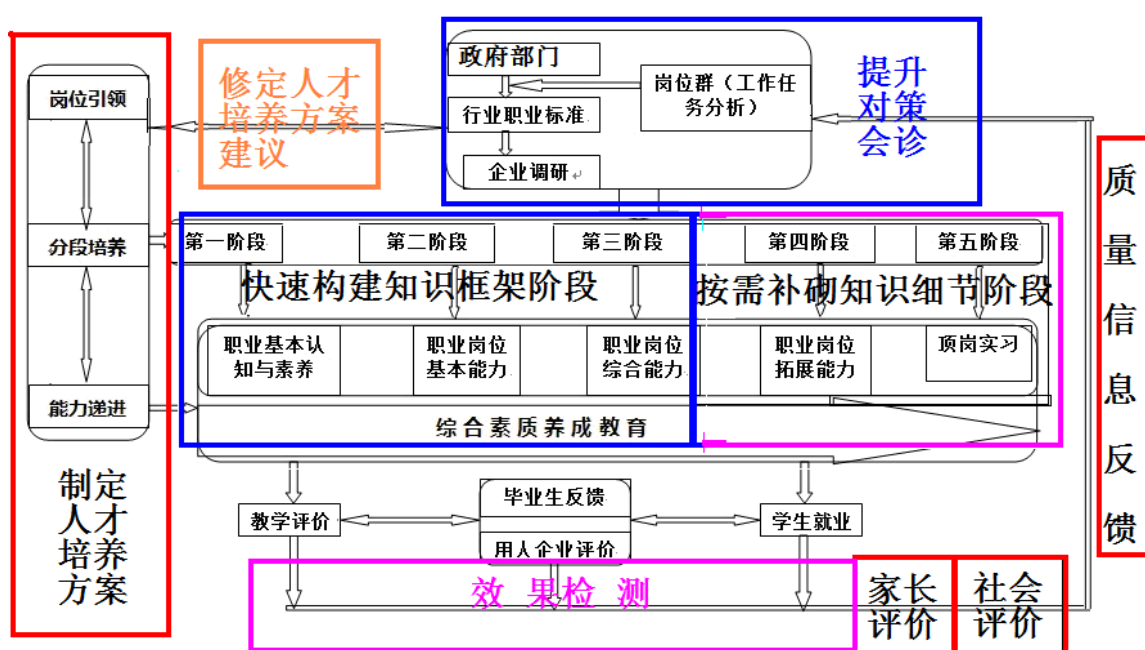 岗位引领
分段培养
能力递进
制定
人才
培养
方案
修定人才
培养方案
建议
政府部门
行业职业标准
企业调研
岗位群（工作任
务分析）
提升
对策
会诊
第一阶段
第二阶段
第三阶段
第四阶段
第五阶段
快速构建知识框架阶段
按需补砌知识细节阶段
职业基本认
知与素养
职业岗位
基本能力
职业岗位
综合能力
职业岗位
拓展能力
顶岗实习
综合素质养成教育
教学评价
毕业生反馈
用人企业评价
学生就业
效果检测
家长
评价
社会
评价
质
量
信
息
反
馈